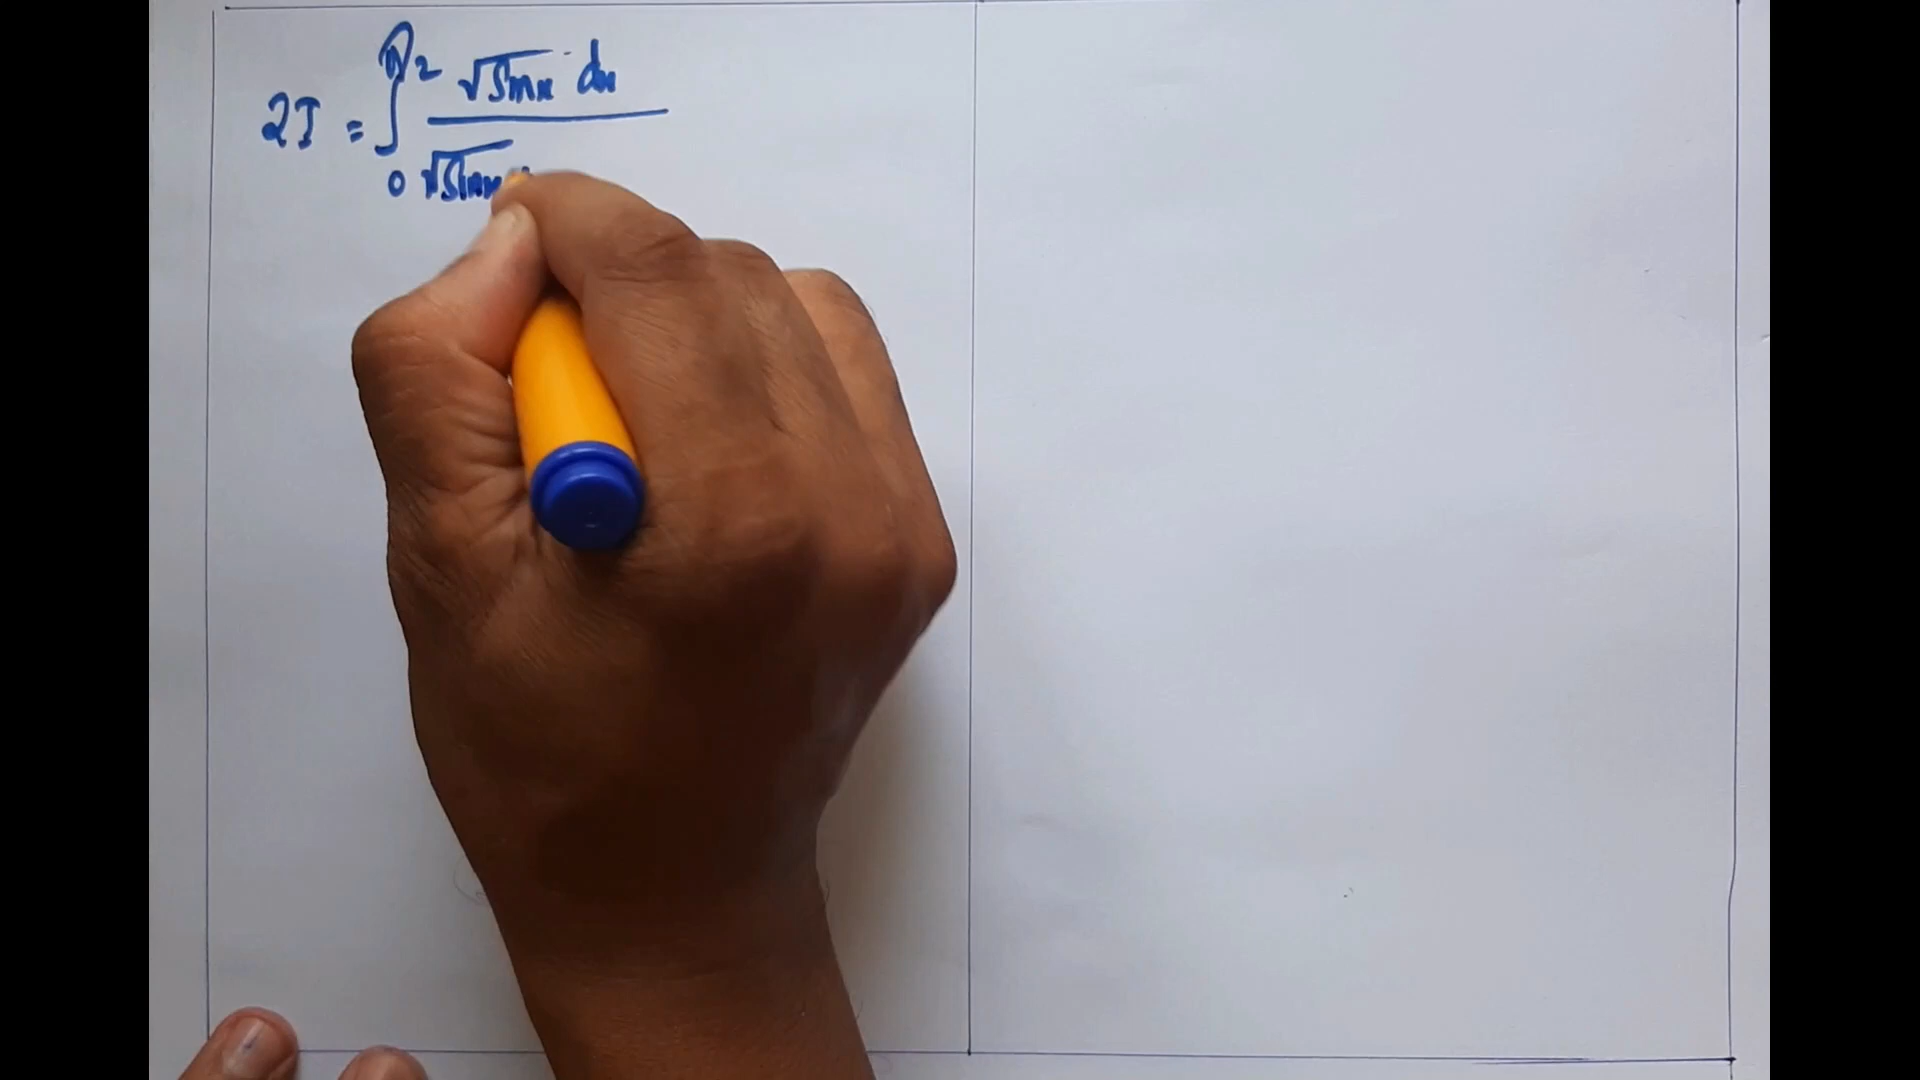 2I = ∫₀^{π/2} √sinx dx / √sinx